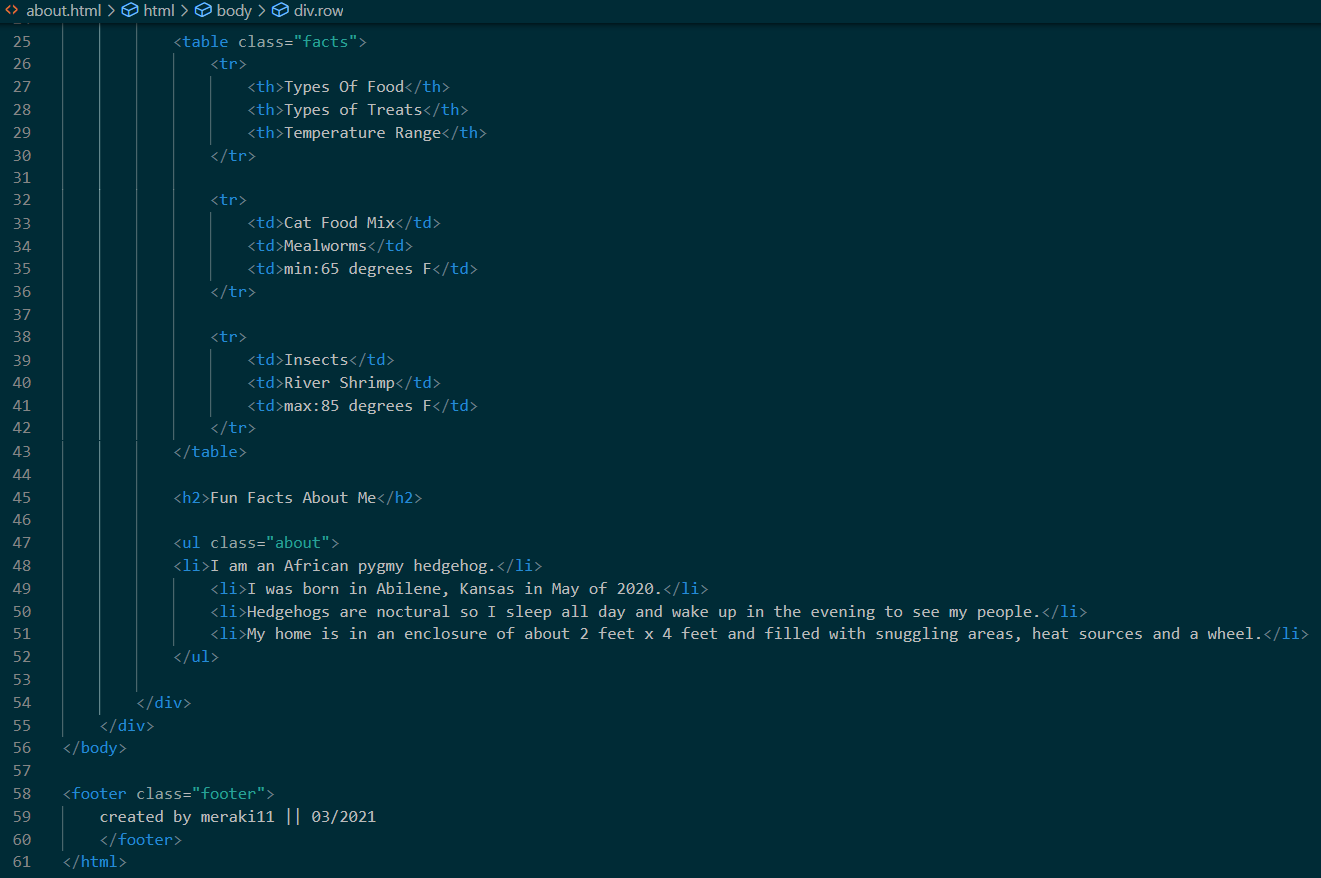 about.html > html > body > div.row
25 <table class="facts">
26 <tr>
27 <th>Types Of Food</th>
28 <th>Types of Treats</th>
29 <th>Temperature Range</th>
30 </tr>
31
32 <tr>
33 <td>Cat Food Mix</td>
34 <td>Mealworms</td>
35 <td>min:65 degrees F</td>
36 </tr>
37
38 <tr>
39 <td>Insects</td>
40 <td>River Shrimp</td>
41 <td>max:85 degrees F</td>
42 </tr>
43 </table>
44
45 <h2>Fun Facts About Me</h2>
46
47 <ul class="about">
48 <li>I am an African pygmy hedgehog.</li>
49 <li>I was born in Abilene, Kansas in May of 2020.</li>
50 <li>Hedgehogs are noctural so I sleep all day and wake up in the evening to see my people.</li>
51 <li>My home is in an enclosure of about 2 feet x 4 feet and filled with snuggling areas, heat sources and a wheel.</li>
52 </ul>
53
54 </div>
55 </div>
56 </body>
57
58 <footer class="footer">
59 created by meraki11 || 03/2021
60 </footer>
61 </html>